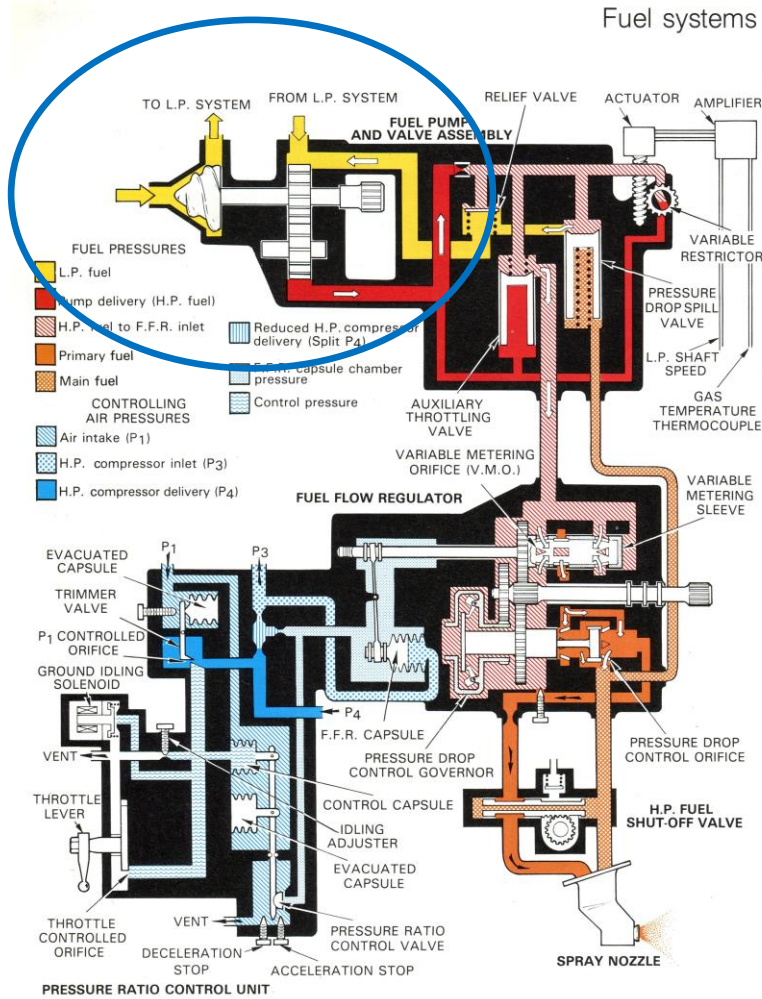 Fuel systems
TO L.P. SYSTEM
FROM L.P. SYSTEM
FUEL PUMP
AND VALVE ASSEMBLY
RELIEF VALVE
ACTUATOR
AMPLIFIER
VARIABLE
RESTRICTOR
PRESSURE
DROP SPILL
VALVE
L.P. SHAFT
SPEED
GAS
TEMPERATURE
THERMOCOUPLE
FUEL PRESSURES
L.P. fuel
Pump delivery (H.P. fuel)
H.P. fuel to F.F.R. inlet
Primary fuel
Main fuel
CONTROLLING
AIR PRESSURES
Air intake (P1)
H.P. compressor inlet (P3)
H.P. compressor delivery (P4)
Reduced H.P. compressor
delivery (Split P4)
F.F.R. capsule chamber
pressure
Control pressure
AUXILIARY
THROTTLING
VALVE
VARIABLE METERING
ORIFICE (V.M.O.)
VARIABLE
METERING
SLEEVE
FUEL FLOW REGULATOR
P1
P3
EVACUATED
CAPSULE
TRIMMER
VALVE
P1 CONTROLLED
ORIFICE
GROUND IDLING
SOLENOID
VENT
P4
F.F.R. CAPSULE
PRESSURE DROP
CONTROL GOVERNOR
PRESSURE DROP
CONTROL ORIFICE
THROTTLE
LEVER
CONTROL CAPSULE
IDLING
ADJUSTER
EVACUATED
CAPSULE
H.P. FUEL
SHUT-OFF VALVE
THROTTLE
CONTROLLED
ORIFICE
VENT
DECELERATION
STOP
ACCELERATION STOP
PRESSURE RATIO
CONTROL VALVE
SPRAY NOZZLE
PRESSURE RATIO CONTROL UNIT